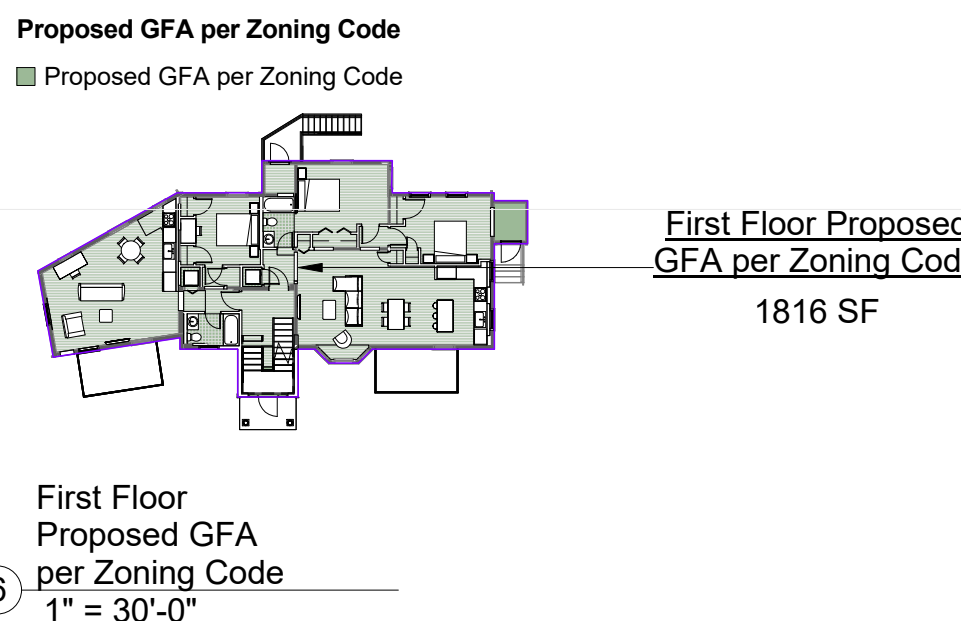 Proposed GFA per Zoning Code
Proposed GFA per Zoning Code
First Floor Proposed
GFA per Zoning Cod
1816 SF
First Floor
Proposed GFA
per Zoning Code
6
1" = 30'-0"